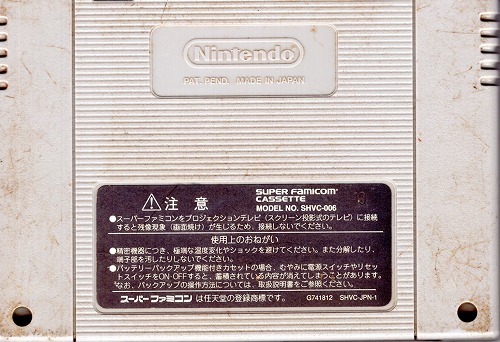 Nintendo
PAT. PEND. MADE IN JAPAN
⚠注意
SUPER FAMICOM
CASSETTE
MODEL NO. SHVC-006
●スーパーファミコンをプロジェクションテレビ（スクリーン投影式のテレビ）に接続
すると残像現象（画面焼け）が生じるため、接続しないでください。
使用上のおねがい
●精密機器につき、極端な温度変化やショックを避けてください。また分解したり、
端子部を汚したりしないでください。
●バッテリーバックアップ機能付きカセットの場合、むやみに電源スイッチやリセッ
トスイッチをON・OFFすると、蓄積されている内容が消えてしまうことがあります。
なお、バックアップの操作方法については、取扱説明書をご参照ください。
スーパーファミコン は任天堂の登録商標です。 G741812 SHVC-JPN-1